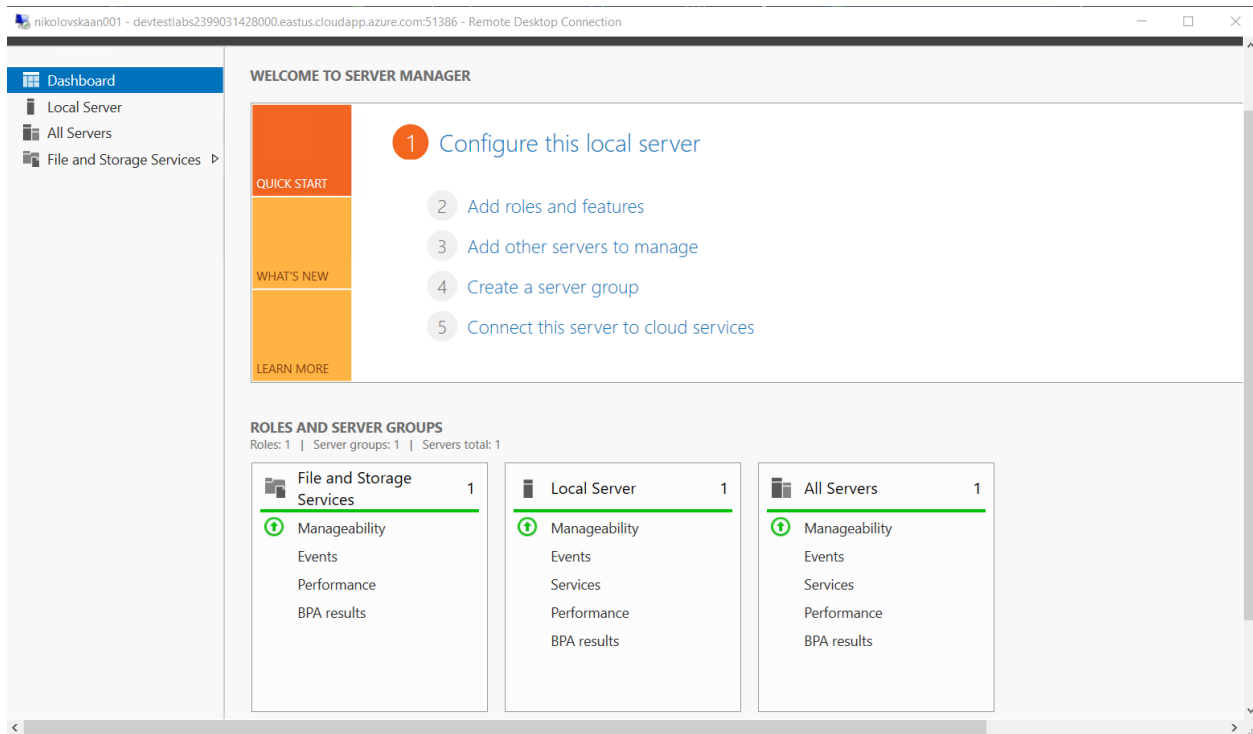 nikolovskaan001 - devtestlabs2399031428000.eastus.cloudapp.azure.com:51386 - Remote Desktop Connection
Dashboard
Local Server
All Servers
File and Storage Services
WELCOME TO SERVER MANAGER
QUICK START
WHAT'S NEW
LEARN MORE
1 Configure this local server
2 Add roles and features
3 Add other servers to manage
4 Create a server group
5 Connect this server to cloud services
ROLES AND SERVER GROUPS
Roles: 1 | Server groups: 1 | Servers total: 1
File and Storage
Services 1
Manageability
Events
Performance
BPA results
Local Server 1
Manageability
Events
Services
Performance
BPA results
All Servers 1
Manageability
Events
Services
Performance
BPA results